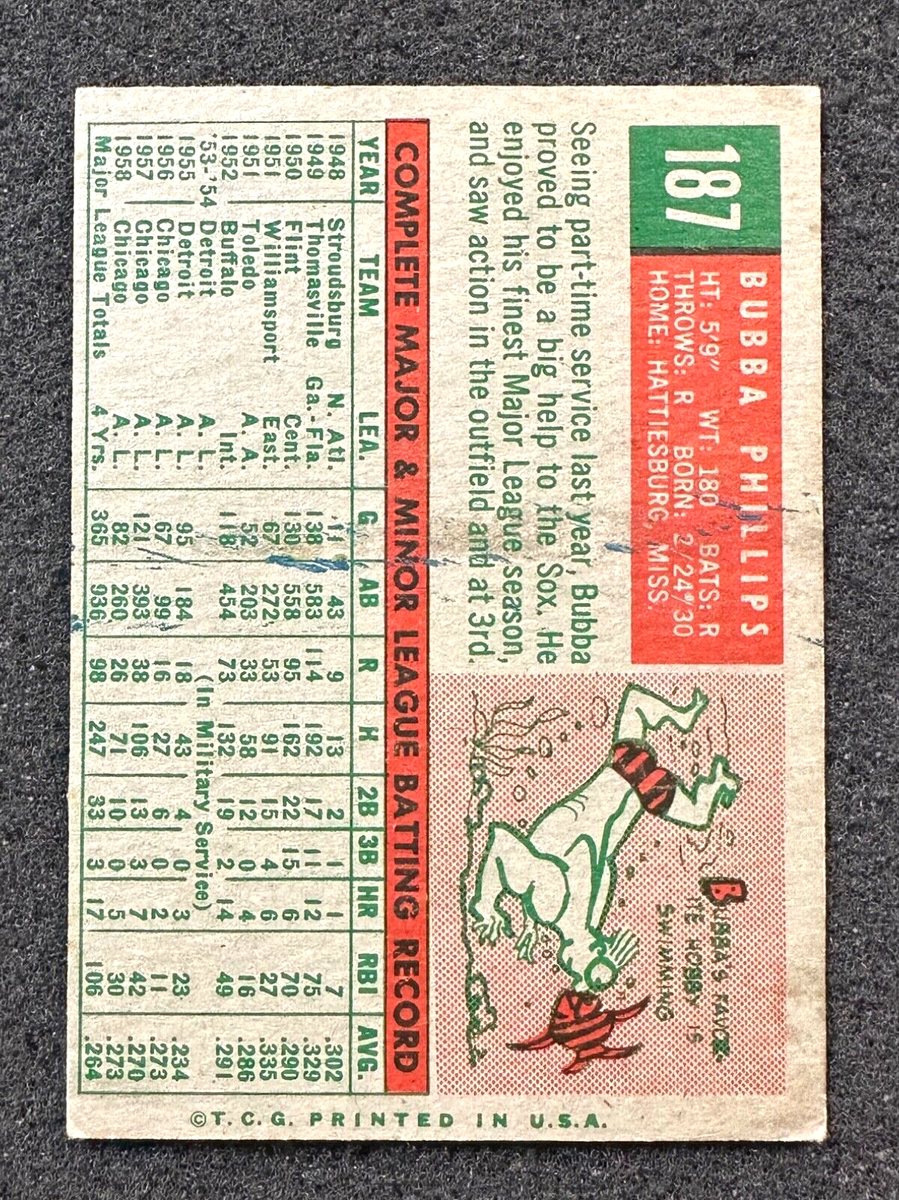 187
BUBBA PHILLIPS
HT: 5'9" WT: 180 BATS: R
THROWS: R BORN: 2/24/30
HOME: HATTIESBURG, MISS.
Seeing part-time service last year, Bubba
proved to be a big help to the Sox. He
enjoyed his finest Major League season,
and saw action in the outfield and at 3rd.
BUBBA'S FAVOR-
ITE HOBBY IS
SWIMMING
COMPLETE MAJOR & MINOR LEAGUE BATTING RECORD
YEAR TEAM LEA. G AB R H 2B 3B HR RBI AVG.
1948 Stroudsburg N. Atl. 11 43 9 13 2 1 1 7 .302
1949 Thomasville Ga.-Fla. 138 583 114 192 17 11 12 75 .329
1950 Flint Cent. 130 558 95 162 22 15 6 70 .290
1951 Williamsport East. 67 272 53 91 15 4 6 27 .335
1951 Toledo A. A. 52 203 33 58 12 0 4 16 .286
1952 Buffalo Int. 118 454 73 132 19 2 14 49 .291
'53-'54 Detroit A. L. (In Military Service)
1955 Detroit A. L. 95 184 18 43 4 0 3 23 .234
1956 Chicago A. L. 67 99 16 27 6 0 2 11 .273
1957 Chicago A. L. 121 393 38 106 13 3 7 42 .270
1958 Chicago A. L. 82 260 26 71 10 0 5 30 .273
Major League Totals 4 Yrs. 365 936 98 247 33 3 17 106 .264
©T.C.G. PRINTED IN U.S.A.